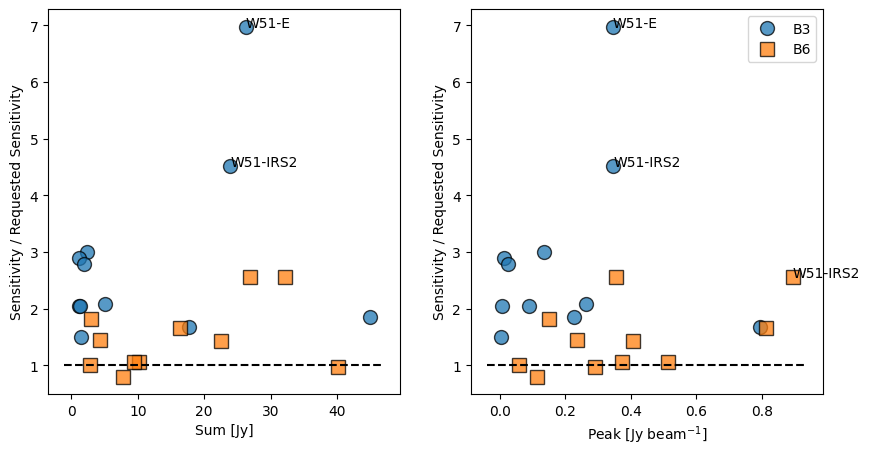 Sensitivity / Requested Sensitivity
7
6
5
4
3
2
1
W51-E
W51-IRS2
0
10
20
30
40
Sum [Jy]
Sensitivity / Requested Sensitivity
7
6
5
4
3
2
1
W51-E
W51-IRS2
W51-IRS2
B3
B6
0.0
0.2
0.4
0.6
0.8
Peak [Jy beam⁻¹]